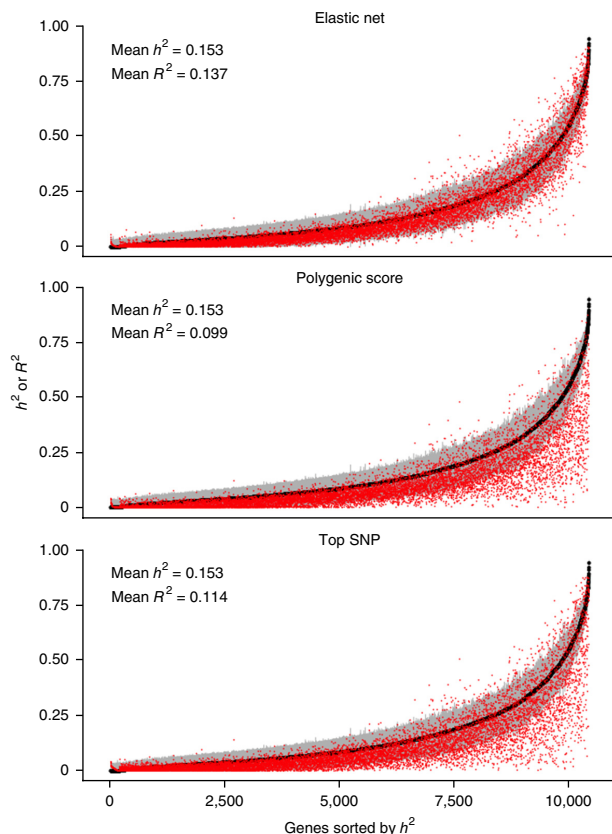 Elastic net
1.00
Mean h² = 0.153
Mean R² = 0.137
0.75
0.50
0.25
0
Polygenic score
1.00
Mean h² = 0.153
Mean R² = 0.099
0.75
h² or R²
0.50
0.25
0
Top SNP
1.00
Mean h² = 0.153
Mean R² = 0.114
0.75
0.50
0.25
0
0 2,500 5,000 7,500 10,000
Genes sorted by h²